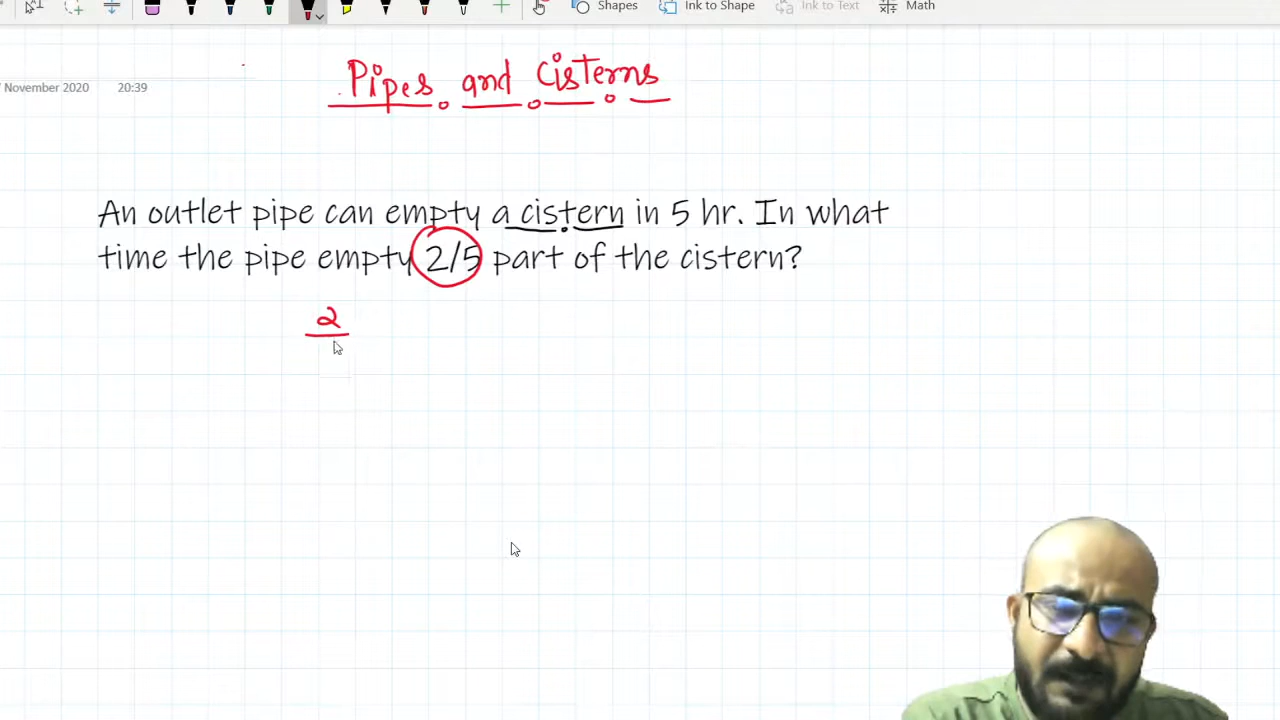 Shapes Ink to Shape Ink to Text Math
Pipes and Cisterns
November 2020 20:39
An outlet pipe can empty a cistern in 5 hr. In what
time the pipe empty 2/5 part of the cistern?
2